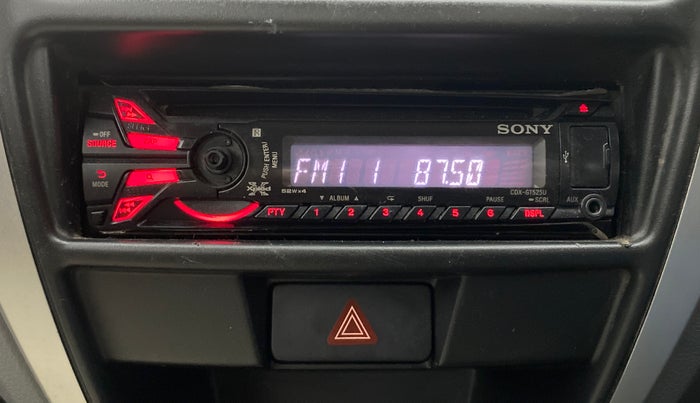 SONY
OFF
SOURCE
SEEK
PUSH ENTER/
MENU
MODE
FM1 1 87.50
52W×4
CDX-GT525U
ALBUM
SHUF
PAUSE
SCRL
AUX
PTY 1 2 3 4 5 6 DSPL